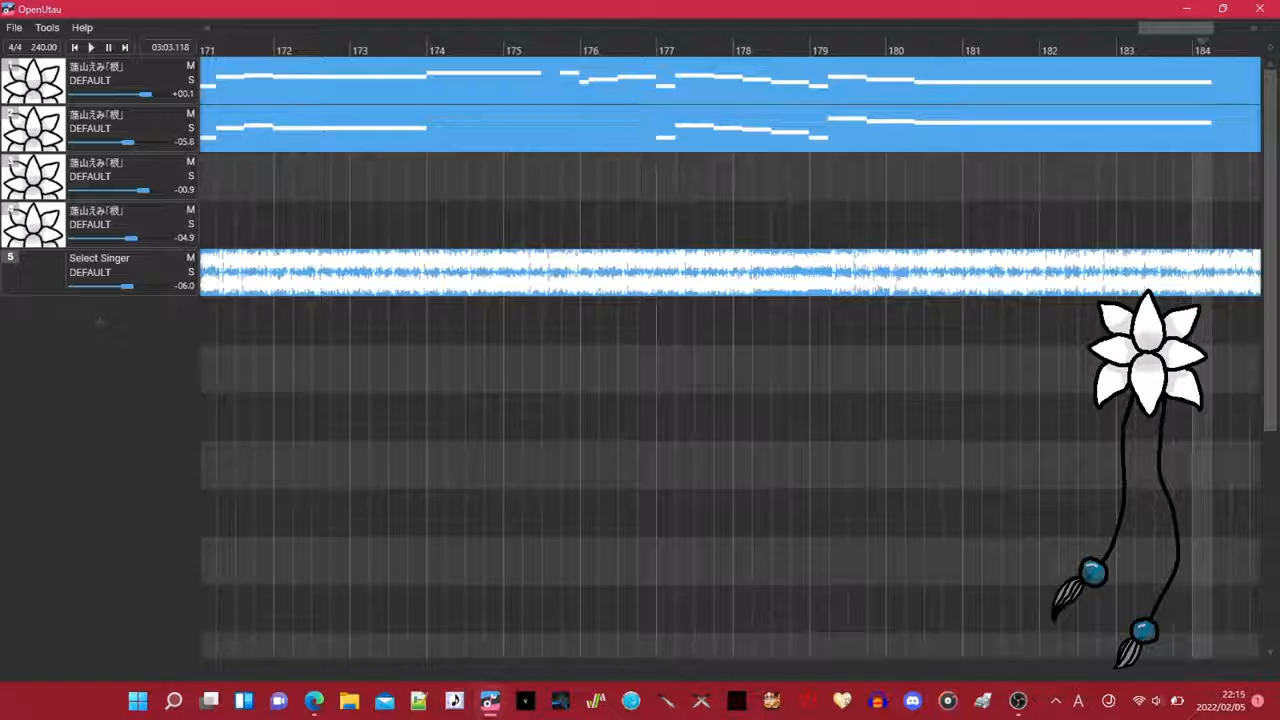 OpenUtau
File Tools Help
4/4 240.00 03:03.118
171 172 173 174 175 176 177 178 179 180 181 182 183 184
蓮山えみ「根」 M
DEFAULT S
+00.1
2 蓮山えみ「根」 M
DEFAULT S
-05.8
蓮山えみ「根」 M
DEFAULT S
-00.9
蓮山えみ「根」 M
DEFAULT S
-04.9
5 Select Singer M
DEFAULT S
-06.0
A 22:15
2022/02/05 1